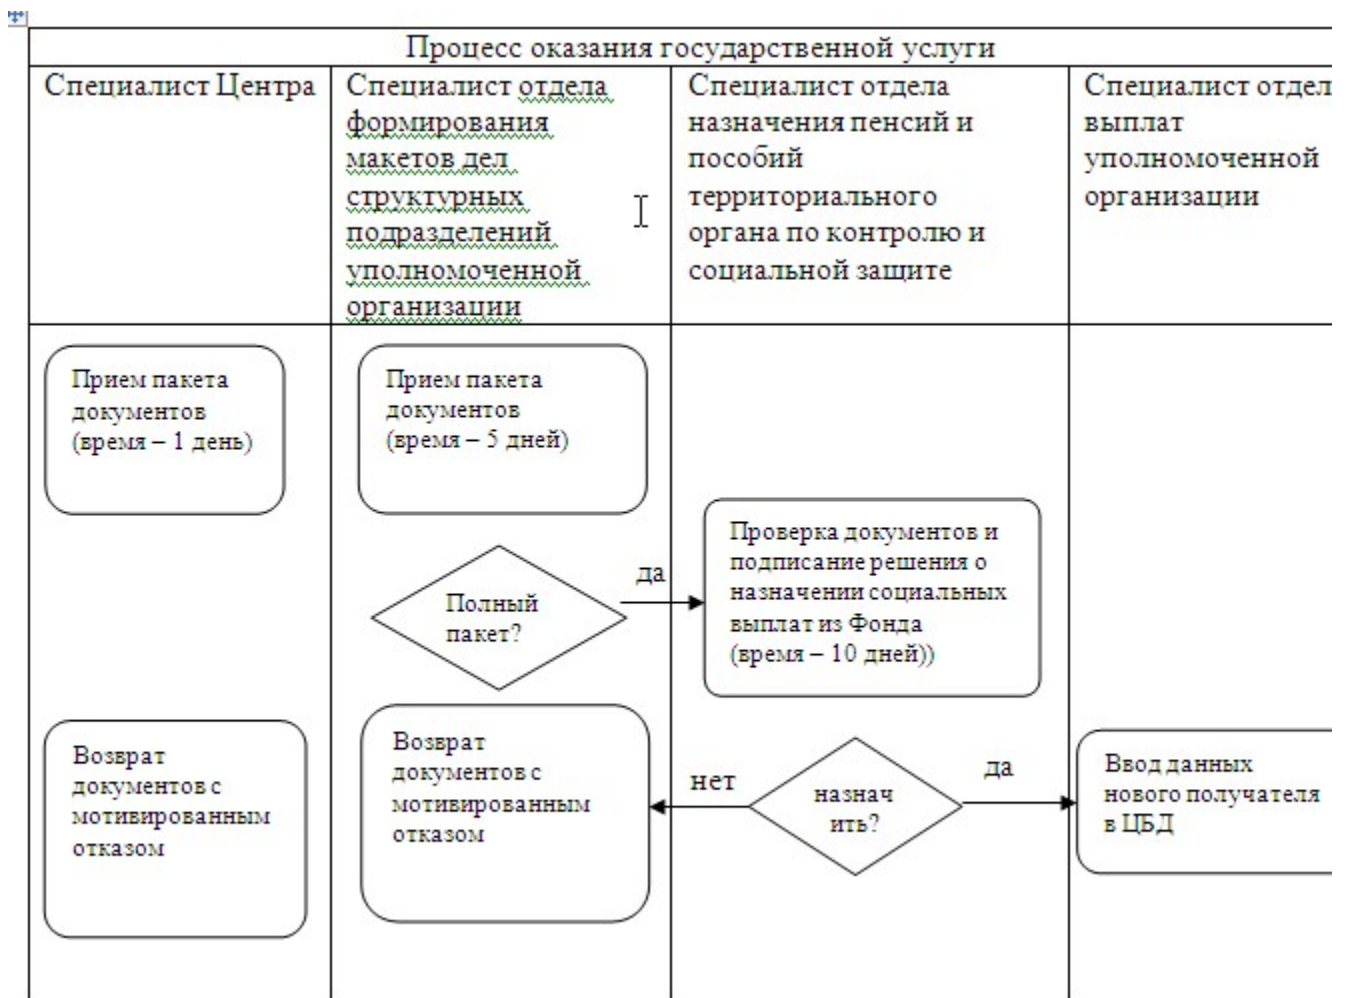 Процесс оказания государственной услуги
Специалист Центра
Специалист отдела
формирования
макетов дел
структурных
подразделений
уполномоченной
организации
Специалист отдела
назначения пенсий и
пособий
территориального
органа по контролю и
социальной защите
Специалист отдел
выплат
уполномоченной
организации
Прием пакета
документов
(время – 1 день)
Прием пакета
документов
(время – 5 дней)
Полный
пакет?
да
Проверка документов и
подписание решения о
назначении социальных
выплат из Фонда
(время – 10 дней))
Возврат
документов с
мотивированным
отказом
Возврат
документов с
мотивированным
отказом
нет
назнач
ить?
да
Ввод данных
нового получателя
в ЦБД